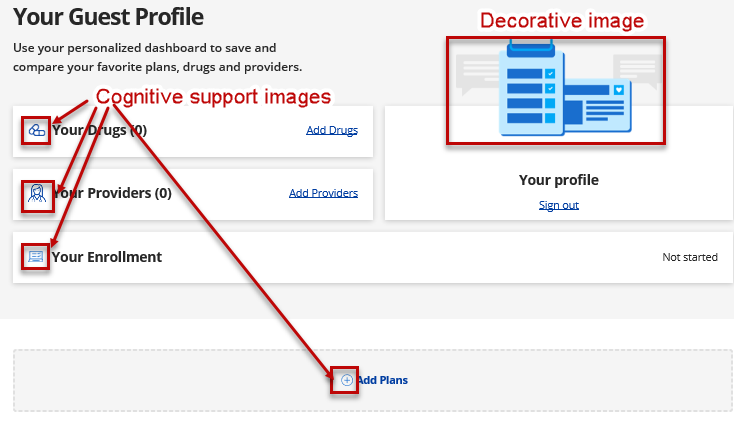 Your Guest Profile
Decorative image
Use your personalized dashboard to save and
compare your favorite plans, drugs and providers.
Cognitive support images
Your Drugs (0)
Add Drugs
Your Providers (0)
Add Providers
Your profile
Sign out
Your Enrollment
Not started
Add Plans